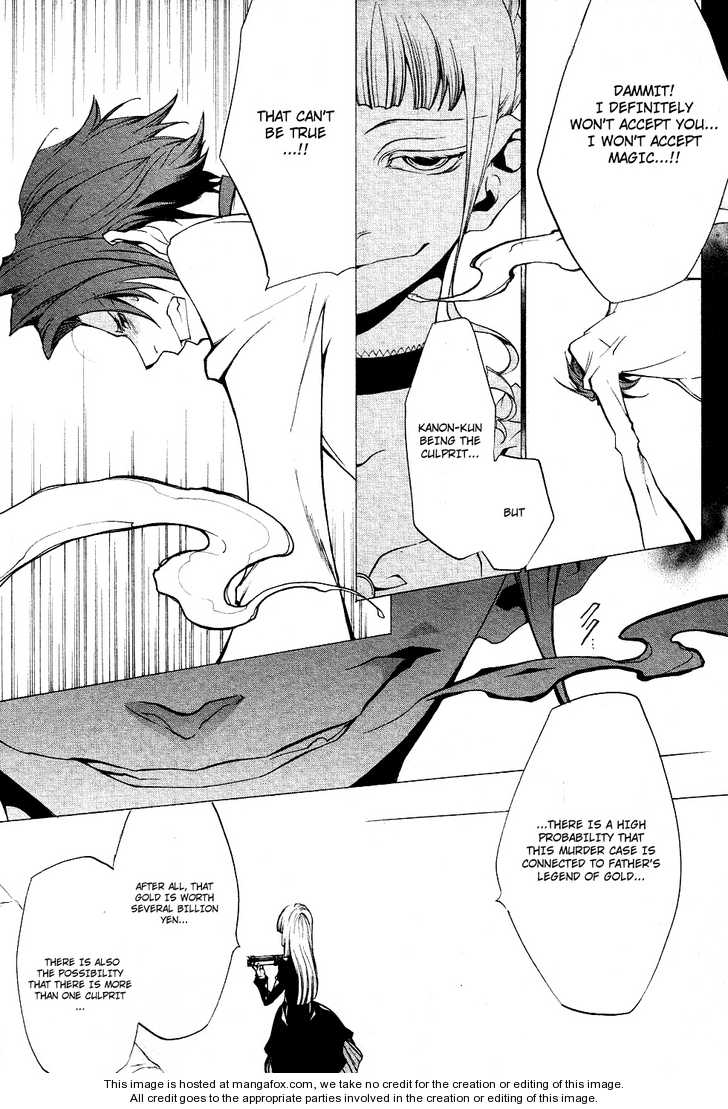 DAMMIT!
I DEFINITELY
WON'T ACCEPT YOU...
I WON'T ACCEPT
MAGIC...!!
KANON-KUN
BEING THE
CULPRIT...
BUT
THAT CAN'T
BE TRUE
...!!
...THERE IS A HIGH
PROBABILITY THAT
THIS MURDER CASE IS
CONNECTED TO FATHER'S
LEGEND OF GOLD...
AFTER ALL, THAT
GOLD IS WORTH
SEVERAL BILLION
YEN...
THERE IS ALSO
THE POSSIBILITY
THAT THERE IS MORE
THAN ONE CULPRIT
...
This image is hosted at mangafox.com, we take no credit for the creation or editing of this image.
All credit goes to the appropriate parties involved in the creation or editing of this image.